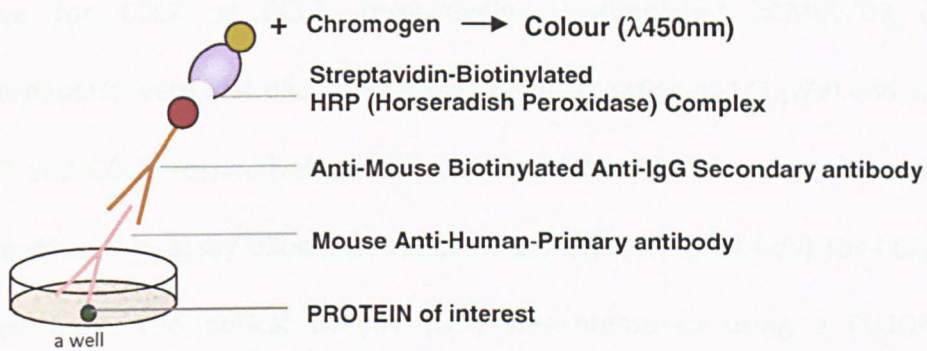 + Chromogen → Colour (λ450nm)
Streptavidin-Biotinylated
HRP (Horseradish Peroxidase) Complex
Anti-Mouse Biotinylated Anti-IgG Secondary antibody
Mouse Anti-Human-Primary antibody
PROTEIN of interest
a well